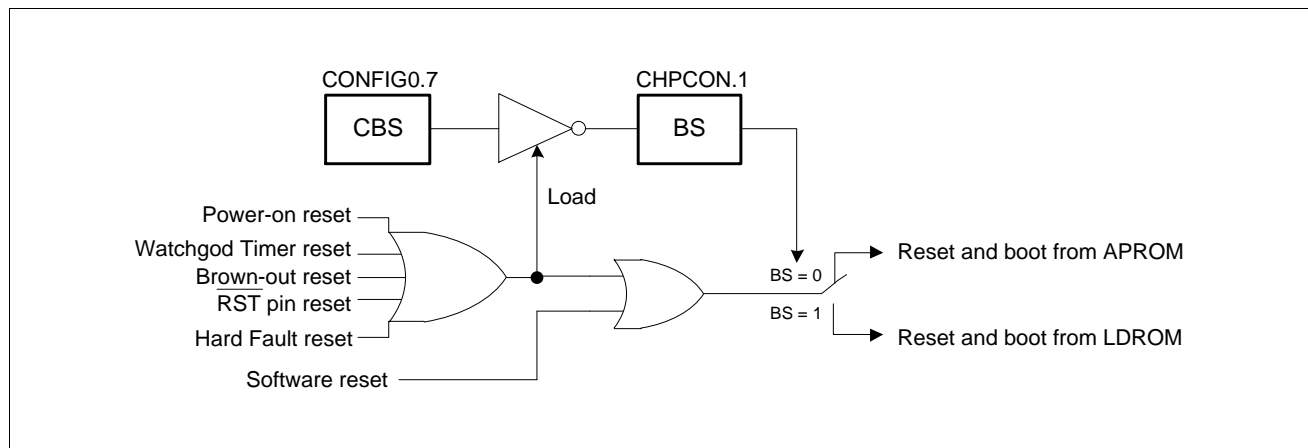 CONFIG0.7
CHPCON.1
CBS
BS
Load
Power-on reset
Watchgod Timer reset
Brown-out reset
RST pin reset
Hard Fault reset
Software reset
BS = 0
BS = 1
Reset and boot from APROM
Reset and boot from LDROM